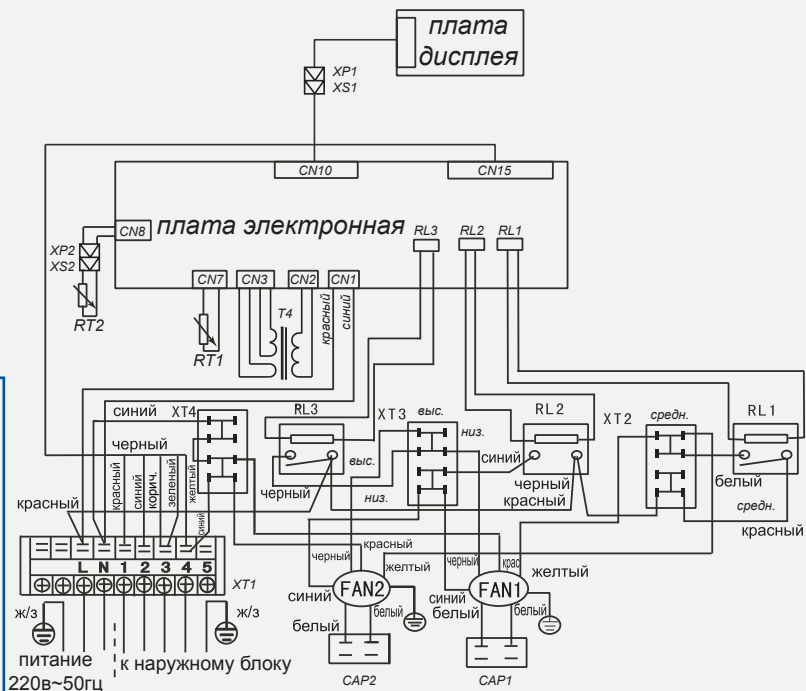 плата
дисплея
XP1
XS1
CN10
CN15
CN8
плата электронная
RL3
RL2
RL1
XP2
XS2
RT2
CN7
CN3
CN2
CN1
RT1
T4
красный
синий
синий
XT4
RL3
XT3
выс.
низ.
RL2
XT2
средн.
RL1
черный
красный
синий
корич.
зеленый
желтый
синий
выс.
низ.
черный
синий
черный
красный
белый
средн.
красный
красный
L N 1 2 3 4 5
XT1
черный
красный
желтый
черный
крас
желтый
синий
FAN2
белый
белый
синий
FAN1
белый
белый
ж/з
ж/з
питание
220в~50гц
к наружному блоку
CAP2
CAP1